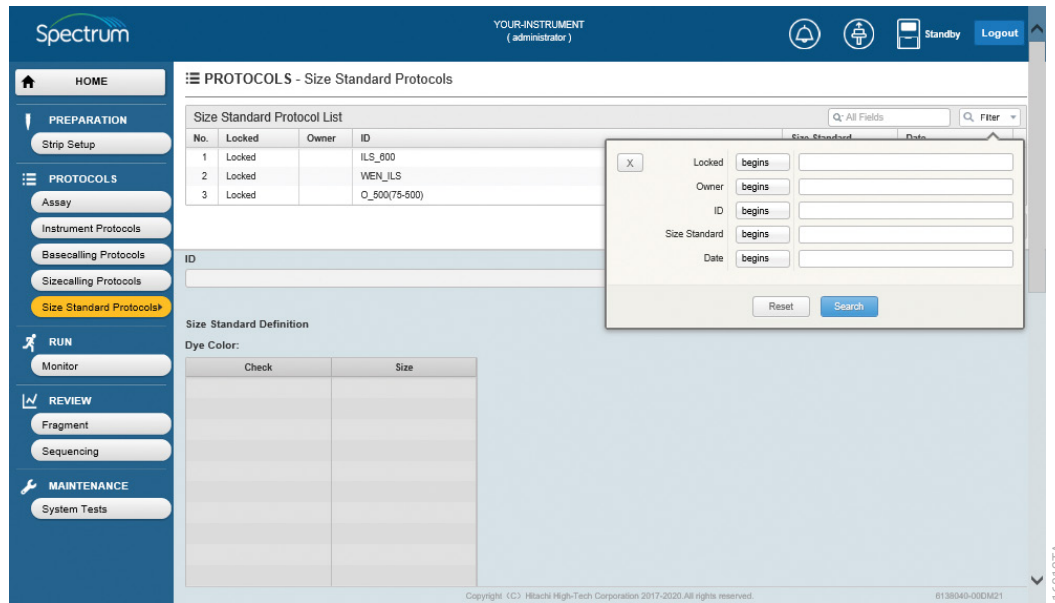 Spectrum
YOUR-INSTRUMENT
( administrator )
Standby
Logout
HOME
PREPARATION
Strip Setup
PROTOCOLS
Assay
Instrument Protocols
Basecalling Protocols
Sizecalling Protocols
Size Standard Protocols
RUN
Monitor
REVIEW
Fragment
Sequencing
MAINTENANCE
System Tests
PROTOCOLS - Size Standard Protocols
Size Standard Protocol List
All Fields
Filter
No. Locked Owner ID Size Standard Date
1 Locked ILS_600
2 Locked WEN_ILS
3 Locked O_500(75-500)
X
Locked begins
Owner begins
ID begins
Size Standard begins
Date begins
Reset Search
ID
Size Standard Definition
Dye Color:
Check Size
Copyright (C) Hitachi High-Tech Corporation 2017-2020.All rights reserved.
6138040-00DM21